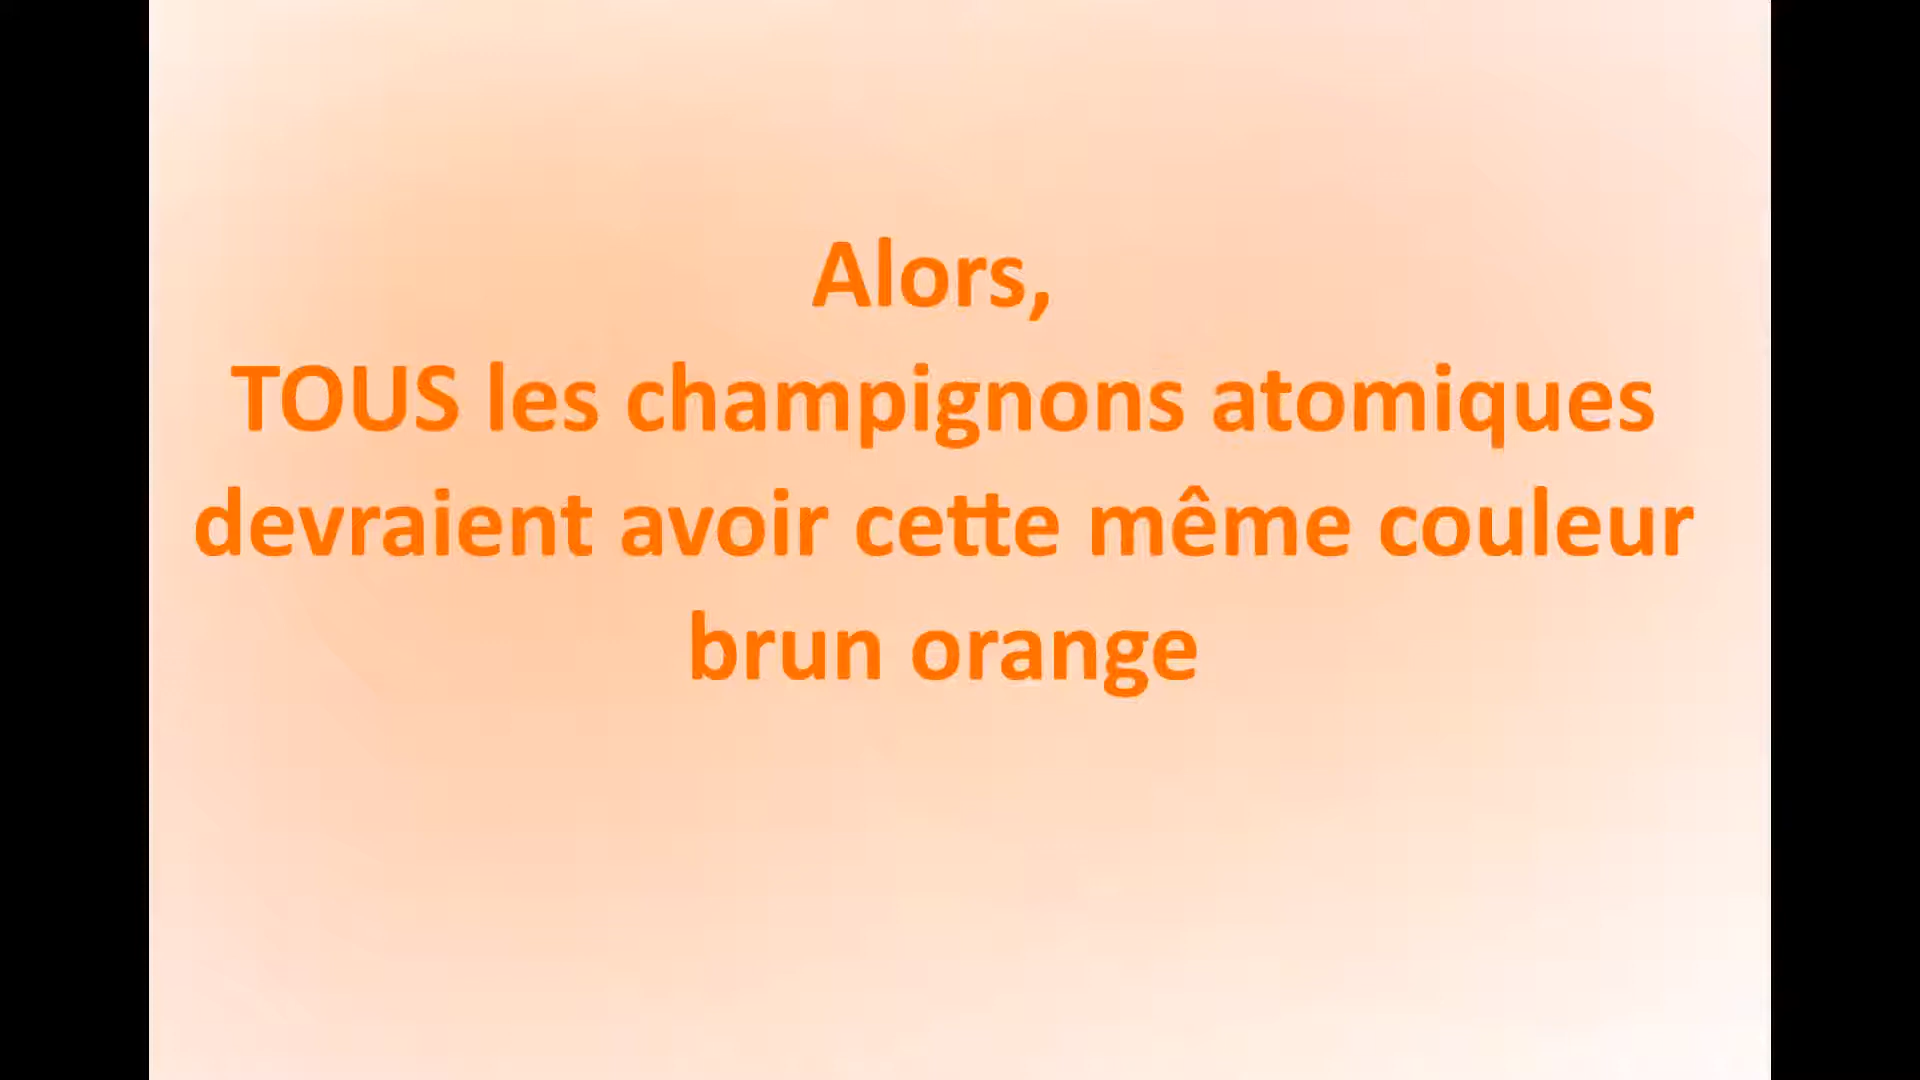 Alors,
TOUS les champignons atomiques
devraient avoir cette même couleur
brun orange